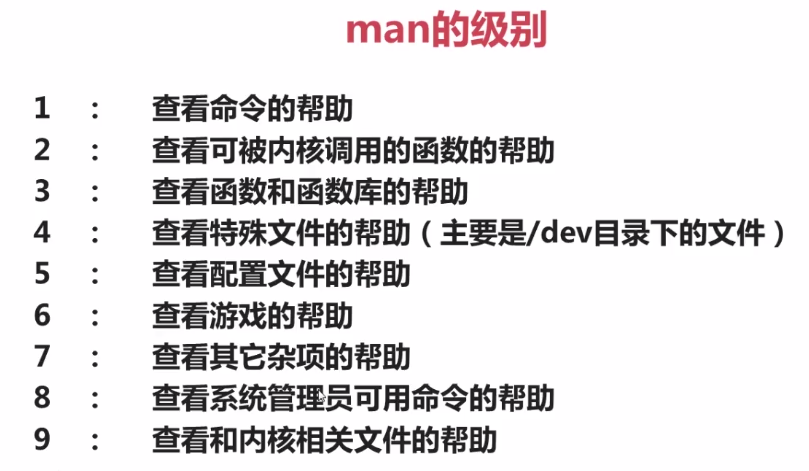 man的级别
1 : 查看命令的帮助
2 : 查看可被内核调用的函数的帮助
3 : 查看函数和函数库的帮助
4 : 查看特殊文件的帮助（主要是/dev目录下的文件）
5 : 查看配置文件的帮助
6 : 查看游戏的帮助
7 : 查看其它杂项的帮助
8 : 查看系统管理员可用命令的帮助
9 : 查看和内核相关文件的帮助